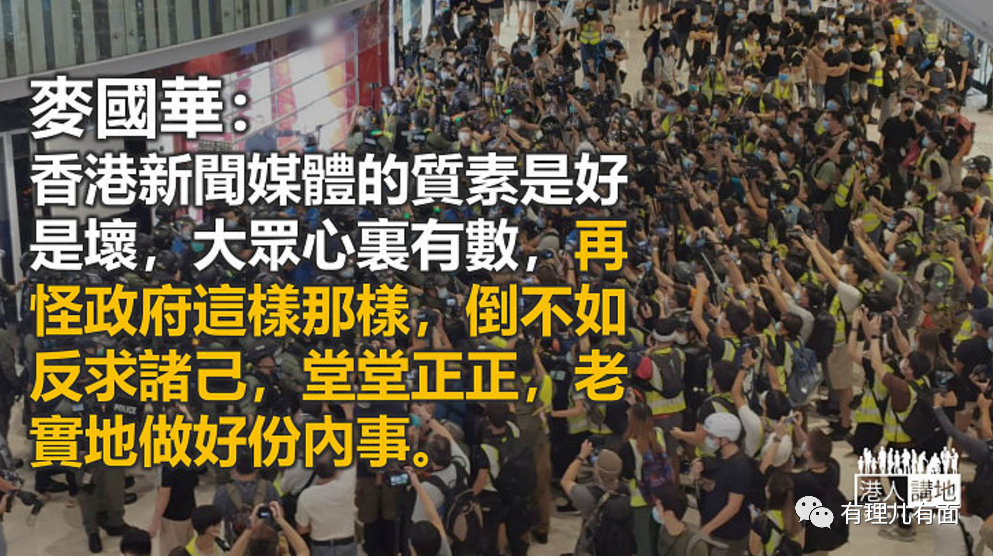 麥國華：
香港新聞媒體的質素是好
是壞，大眾心裏有數，再
怪政府這樣那樣，倒不如
反求諸己，堂堂正正，老
實地做好份內事。
POLICE
港人講地
有理儿有面